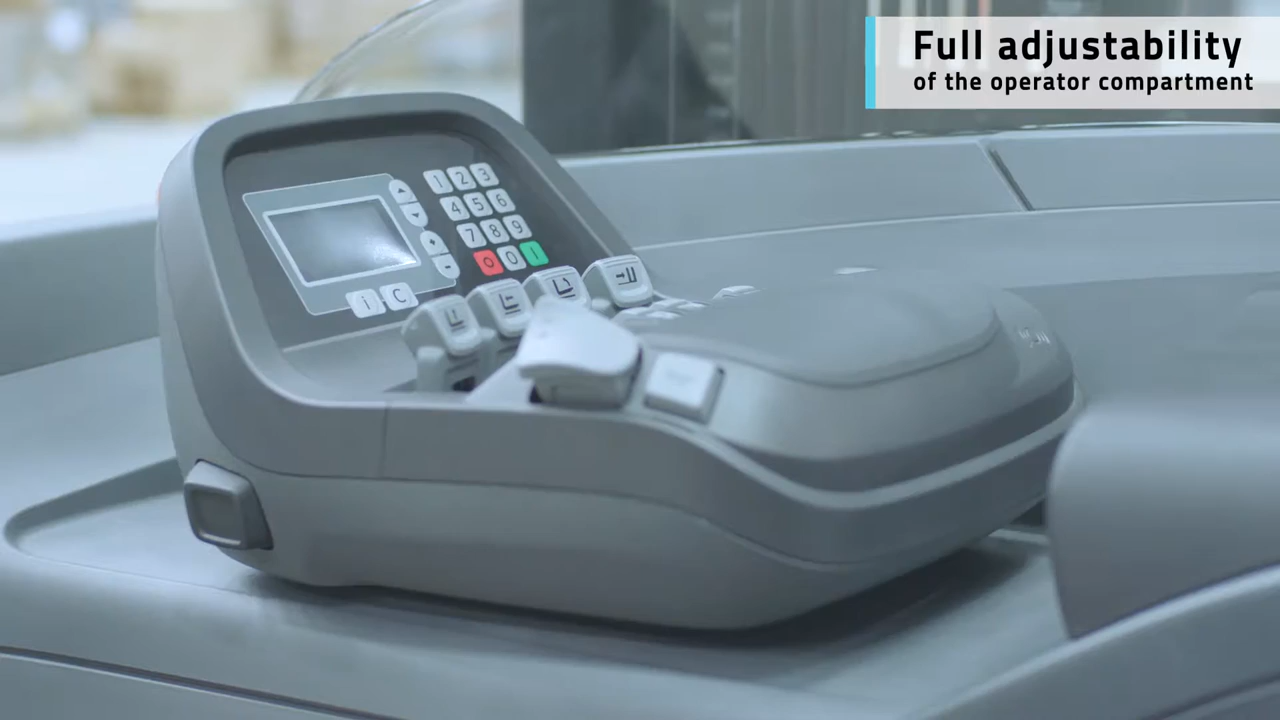 Full adjustability
of the operator compartment
1 2 3
4 5 6
7 8 9
O 0 I
i C